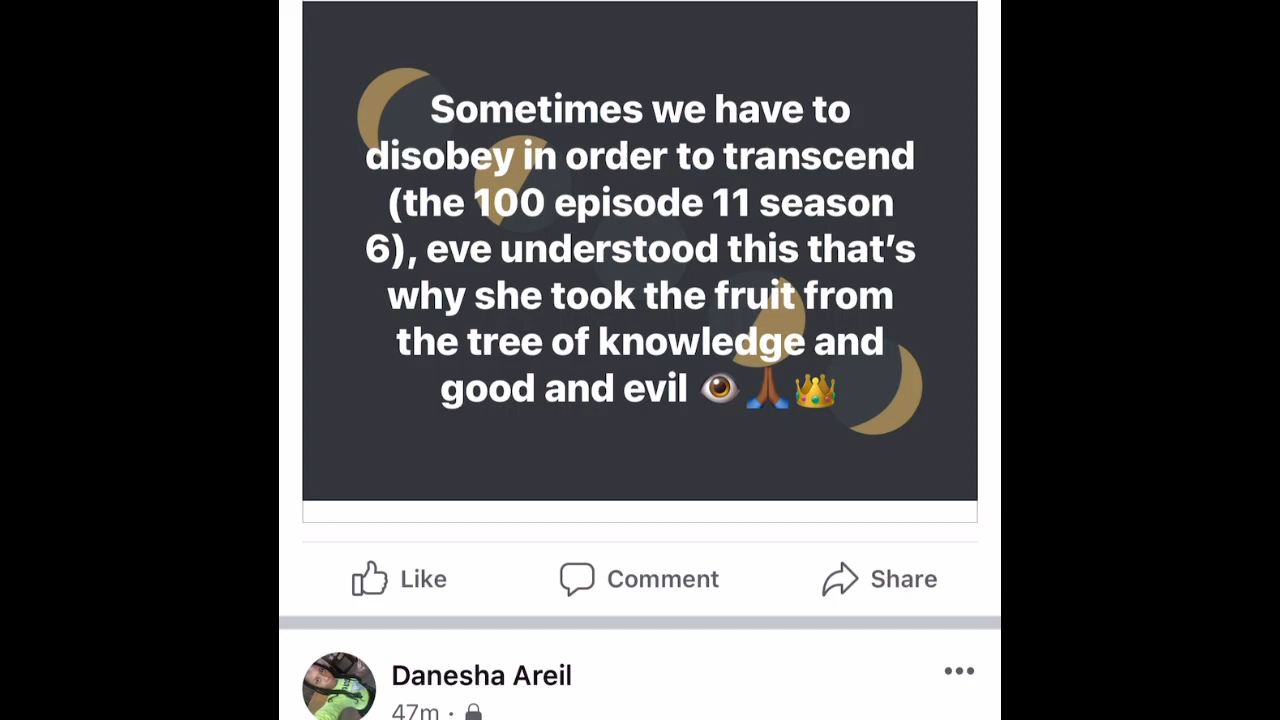 Sometimes we have to
disobey in order to transcend
(the 100 episode 11 season
6), eve understood this that's
why she took the fruit from
the tree of knowledge and
good and evil 👁️🙏🏾👑
Like Comment Share
Danesha Areil
47m ·